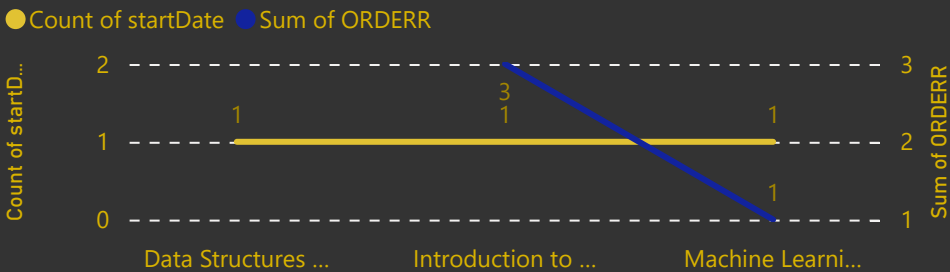 Count of startDate Sum of ORDERR
Count of startD...
2
1
0
1
3
1
1
1
3
2
1
Sum of ORDERR
Data Structures ... Introduction to ... Machine Learni...